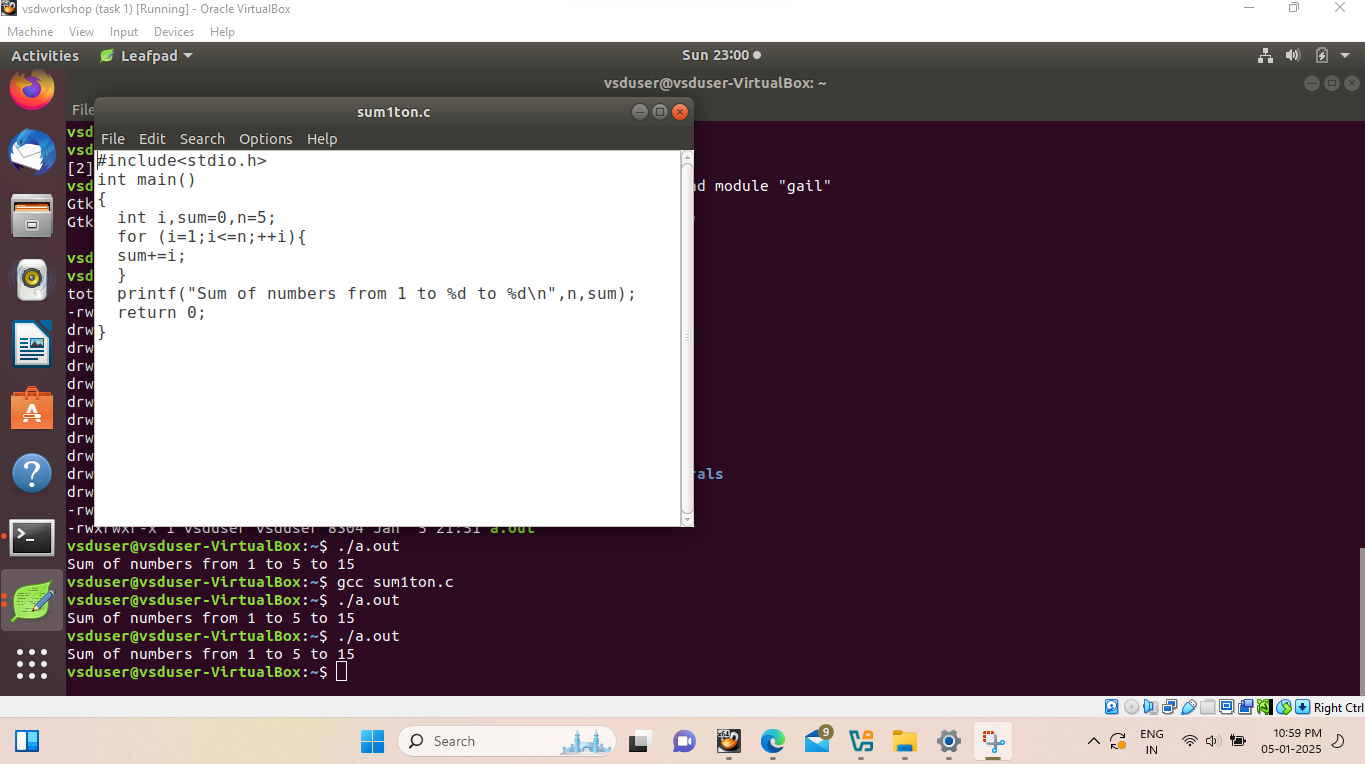 vsdworkshop (task 1) [Running] - Oracle VirtualBox
Machine View Input Devices Help
Activities Leafpad Sun 23:00
vsduser@vsduser-VirtualBox: ~
File
sum1ton.c
File Edit Search Options Help
vsd
#include<stdio.h>
vsd
int main()
[2]
vsd
module "gail"
{
Gtk
int i,sum=0,n=5;
Gtk
for (i=1;i<=n;++i){
sum+=i;
vsd
}
vsd
printf("Sum of numbers from 1 to %d to %d\n",n,sum);
tot
return 0;
-rw
}
drw
drw
drw
drw
drw
drw
drw
drw
drw
drw
-rw
-rwxrwxr-x 1 vsduser vsduser 8304 Jan 5 21:31 a.out
vsduser@vsduser-VirtualBox:~$ ./a.out
Sum of numbers from 1 to 5 to 15
vsduser@vsduser-VirtualBox:~$ gcc sum1ton.c
vsduser@vsduser-VirtualBox:~$ ./a.out
Sum of numbers from 1 to 5 to 15
vsduser@vsduser-VirtualBox:~$ ./a.out
Sum of numbers from 1 to 5 to 15
vsduser@vsduser-VirtualBox:~$
Right Ctrl
Search
9
ENG
IN
10:59 PM
05-01-2025